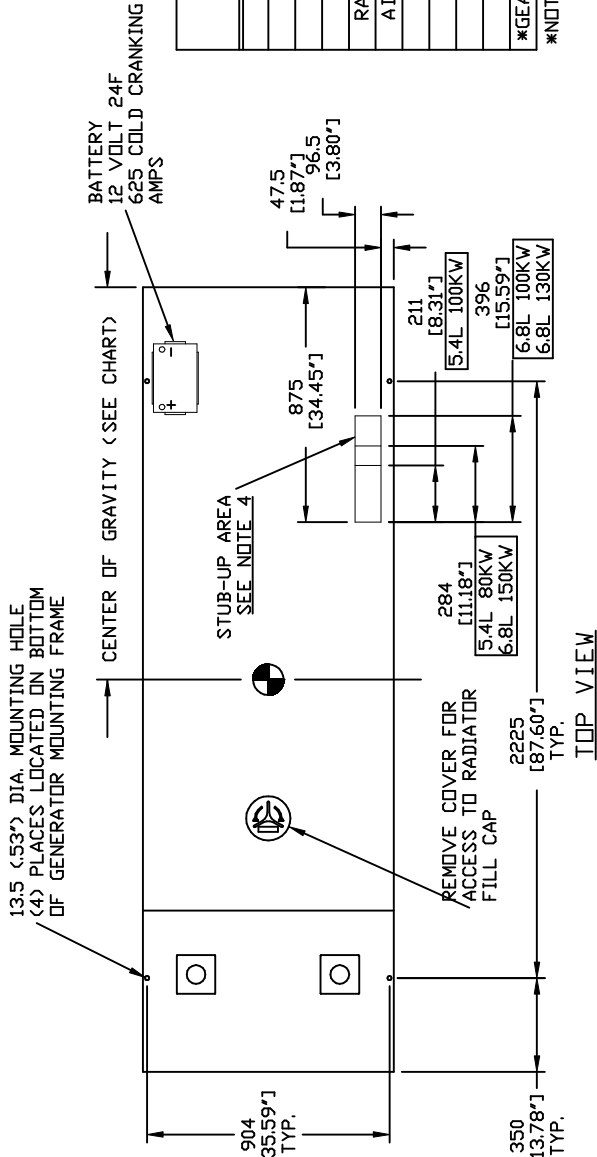 13.5 (.53") DIA. MOUNTING HOLE
(4) PLACES LOCATED ON BOTTOM
OF GENERATOR MOUNTING FRAME
CENTER OF GRAVITY (SEE CHART)
BATTERY
12 VOLT 24F
625 COLD CRANKING
AMPS
+
-
STUB-UP AREA
SEE NOTE 4
875
[34.45"]
47.5
[1.87"]
96.5
[3.80"]
211
[8.31"]
5.4L 100KW
396
[15.59"]
6.8L 100KW
6.8L 130KW
284
[11.18"]
5.4L 80KW
6.8L 150KW
REMOVE COVER FOR
ACCESS TO RADIATOR
FILL CAP
2225
[87.60"]
TYP.
904
35.59"]
TYP.
350
13.78"]
TYP.
TOP VIEW
RA
AI
*GEA
*NOT